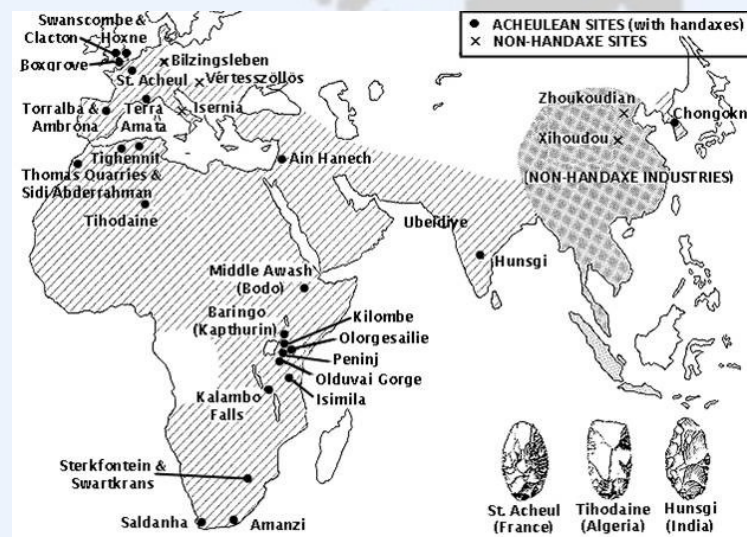 Swanscombe &
Clacton Hoxne
Boxgrove
Bilzingsleben
St. Acheul
Vértesszöllös
Torralba &
Ambrona
Terra
Amata
Isernia
Tighennit
Thomas Quarries &
Sidi Abderrahman
Tihodaine
Ain Hanech
Ubeidiye
Hunsgi
● ACHEULEAN SITES (with handaxes)
× NON-HANDAXE SITES
Zhoukoudian
Chongokn
Xihoudou
(NON-HANDAXE INDUSTRIES)
Middle Awash
(Bodo)
Baringo
(Kapthurin)
Kilombe
Olorgesailie
Peninj
Olduvai Gorge
Isimila
Kalambo
Falls
Sterkfontein &
Swartkrans
Saldanha
Amanzi
St. Acheul
(France)
Tihodaine
(Algeria)
Hunsgi
(India)